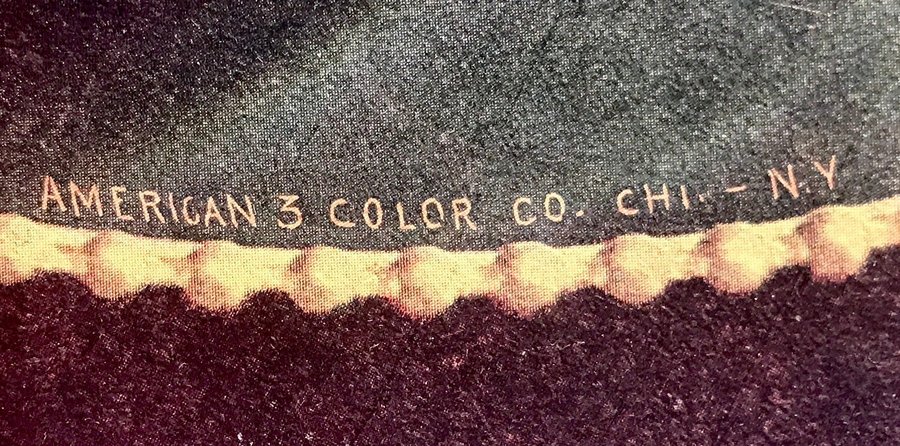 AMERICAN 3 COLOR CO. CHI. – N.Y